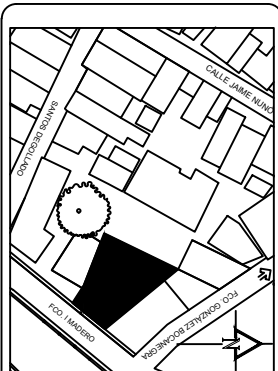 CALLE JAIME NUNO
SANTOS DEGOLLADO
FCO. GONZALEZ BOCANEGRA
FCO. I MADERO
N